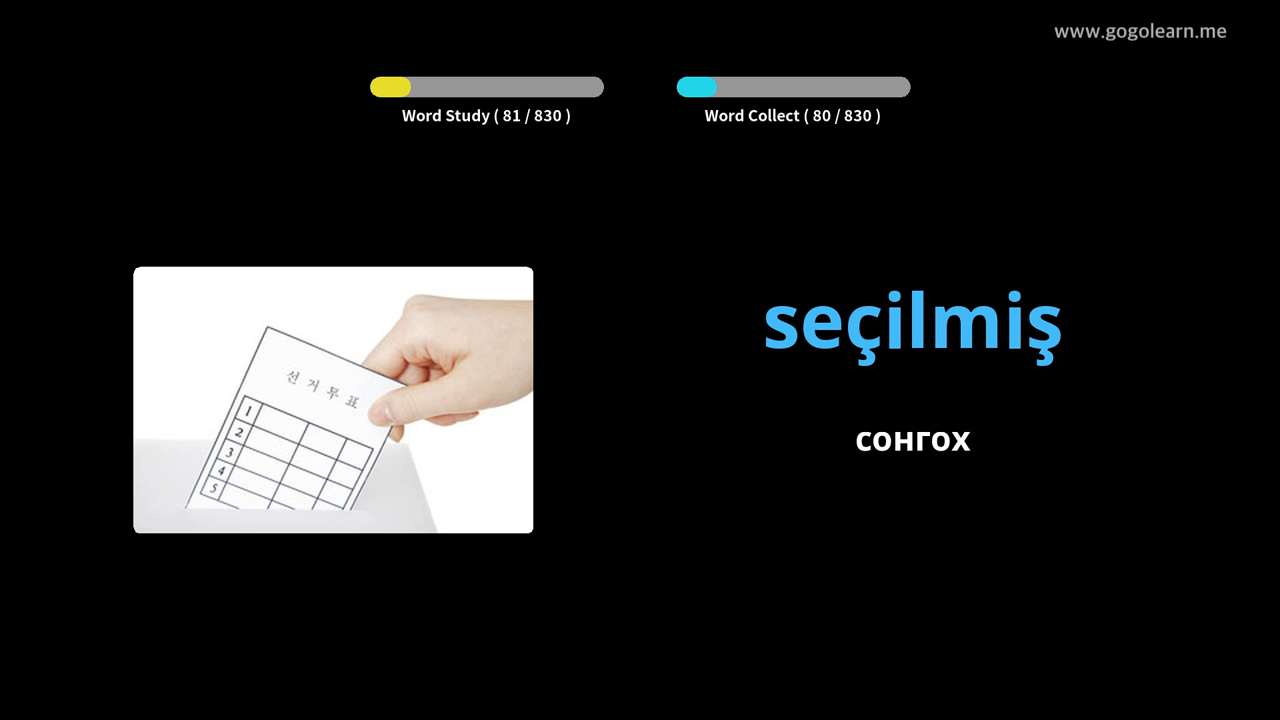 www.gogolearn.me
Word Study ( 81 / 830 )
Word Collect ( 80 / 830 )
seçilmiş
сонгох
선거투표
1
2
3
4
5